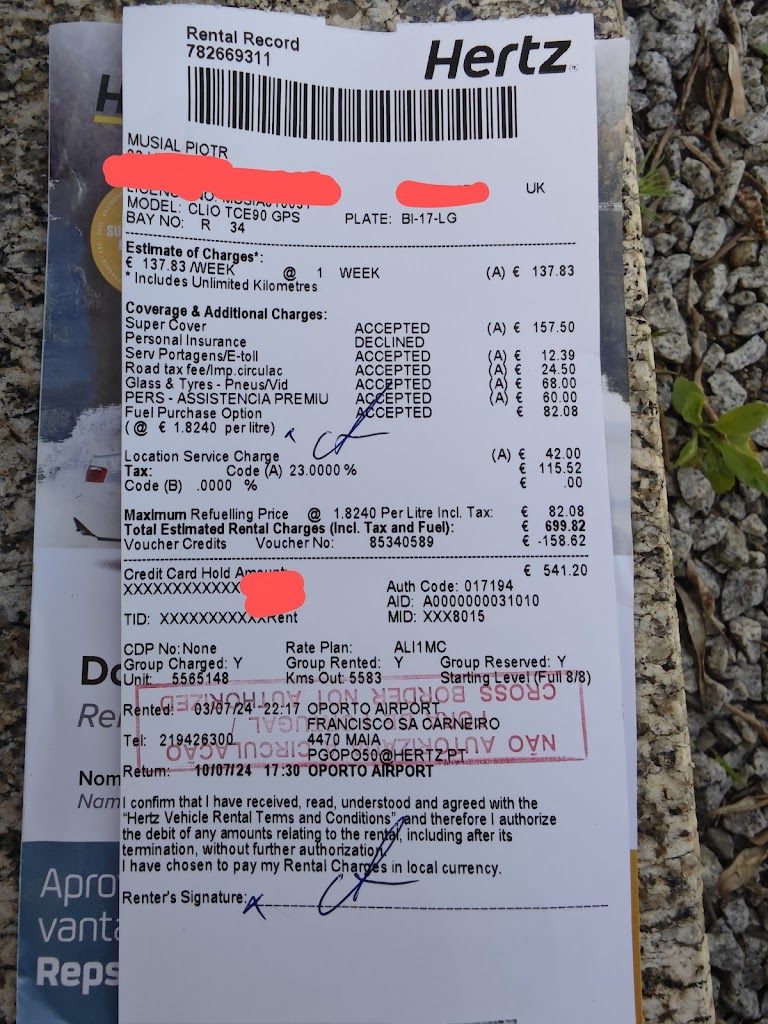 Rental Record
782669311
Hertz
MUSIAL PIOTR
UK
MODEL: CLIO TCE90 GPS PLATE: BI-17-LG
BAY NO: R 34
Estimate of Charges*:
€ 137.83 /WEEK @ 1 WEEK (A) € 137.83
* Includes Unlimited Kilometres
Coverage & Additional Charges:
Super Cover ACCEPTED (A) € 157.50
Personal Insurance DECLINED
Serv Portagens/E-toll ACCEPTED (A) € 12.39
Road tax fee/Imp.circulac ACCEPTED (A) € 24.50
Glass & Tyres - Pneus/Vid ACCEPTED (A) € 68.00
PERS - ASSISTENCIA PREMIU ACCEPTED (A) € 60.00
Fuel Purchase Option ACCEPTED € 82.08
( @ € 1.8240 per litre)
Location Service Charge (A) € 42.00
Tax: Code (A) 23.0000 % € 115.52
Code (B) .0000 % € .00
Maximum Refuelling Price @ 1.8240 Per Litre Incl. Tax: € 82.08
Total Estimated Rental Charges (Incl. Tax and Fuel): € 699.82
Voucher Credits Voucher No: 85340589 € -158.62
Credit Card Hold Amount € 541.20
XXXXXXXXXXXX Auth Code: 017194
AID: A0000000031010
TID: XXXXXXXXXXXRent MID: XXX8015
CDP No: None Rate Plan: ALI1MC
Group Charged: Y Group Rented: Y Group Reserved: Y
Unit: 5565148 Kms Out: 5583 Starting Level (Full 8/8)
CROSS BORDER NOT AUTHORIZED
Rented: 03/07/24 22:17 OPORTO AIRPORT
FRANCISCO SA CARNEIRO
Tel: 219426300 4470 MAIA
NÃO AUTORIZA CIRCULAÇÃO
PGOPO50@HERTZ.PT
Return: 10/07/24 17:30 OPORTO AIRPORT
I confirm that I have received, read, understood and agreed with the
"Hertz Vehicle Rental Terms and Conditions" and therefore I authorize
the debit of any amounts relating to the rental, including after its
termination, without further authorization.
I have chosen to pay my Rental Charges in local currency.
Renter's Signature:
H
Do
Re
Nom
Nam
Apro
vanta
Reps